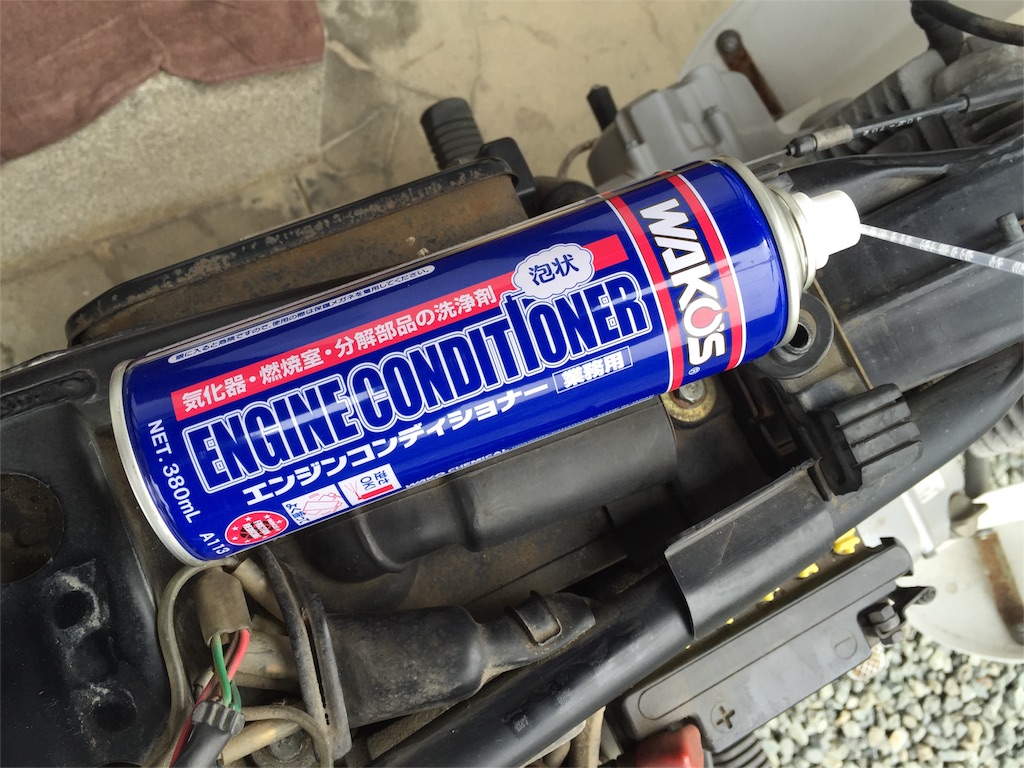 WAKO'S®
泡状
気化器・燃焼室・分解部品の洗浄剤
ENGINE CONDITIONER
エンジンコンディショナー 業務用
NET. 380mL
A113